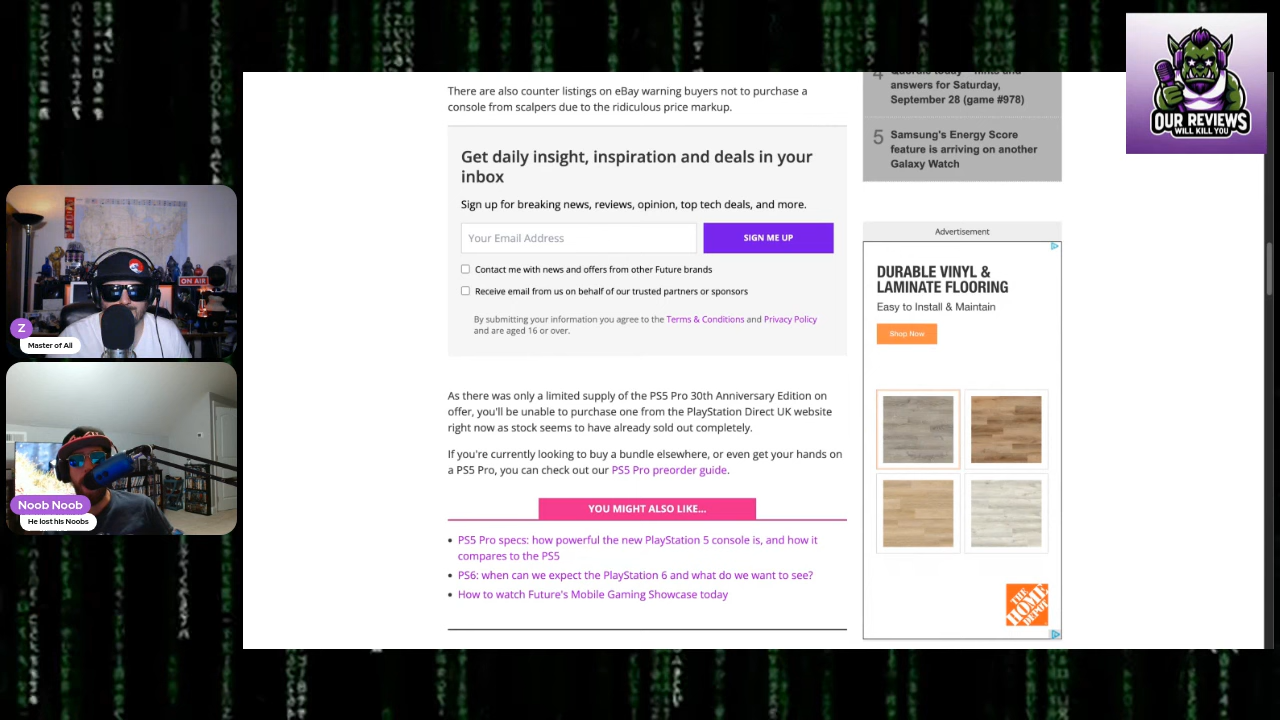 There are also counter listings on eBay warning buyers not to purchase a
console from scalpers due to the ridiculous price markup.
Get daily insight, inspiration and deals in your
inbox
Sign up for breaking news, reviews, opinion, top tech deals, and more.
Your Email Address
SIGN ME UP
Contact me with news and offers from other Future brands
Receive email from us on behalf of our trusted partners or sponsors
By submitting your information you agree to the Terms & Conditions and Privacy Policy
and are aged 16 or over.
As there was only a limited supply of the PS5 Pro 30th Anniversary Edition on
offer, you'll be unable to purchase one from the PlayStation Direct UK website
right now as stock seems to have already sold out completely.
If you're currently looking to buy a bundle elsewhere, or even get your hands on
a PS5 Pro, you can check out our PS5 Pro preorder guide.
YOU MIGHT ALSO LIKE...
• PS5 Pro specs: how powerful the new PlayStation 5 console is, and how it
compares to the PS5
• PS6: when can we expect the PlayStation 6 and what do we want to see?
• How to watch Future's Mobile Gaming Showcase today
4 Quordle today – hints and
answers for Saturday,
September 28 (game #978)
5 Samsung's Energy Score
feature is arriving on another
Galaxy Watch
Advertisement
DURABLE VINYL &
LAMINATE FLOORING
Easy to Install & Maintain
Shop Now
THE
HOME
DEPOT
OUR REVIEWS
WILL KILL YOU
ON AIR
Z
Master of All
Noob Noob
He lost his Noobs